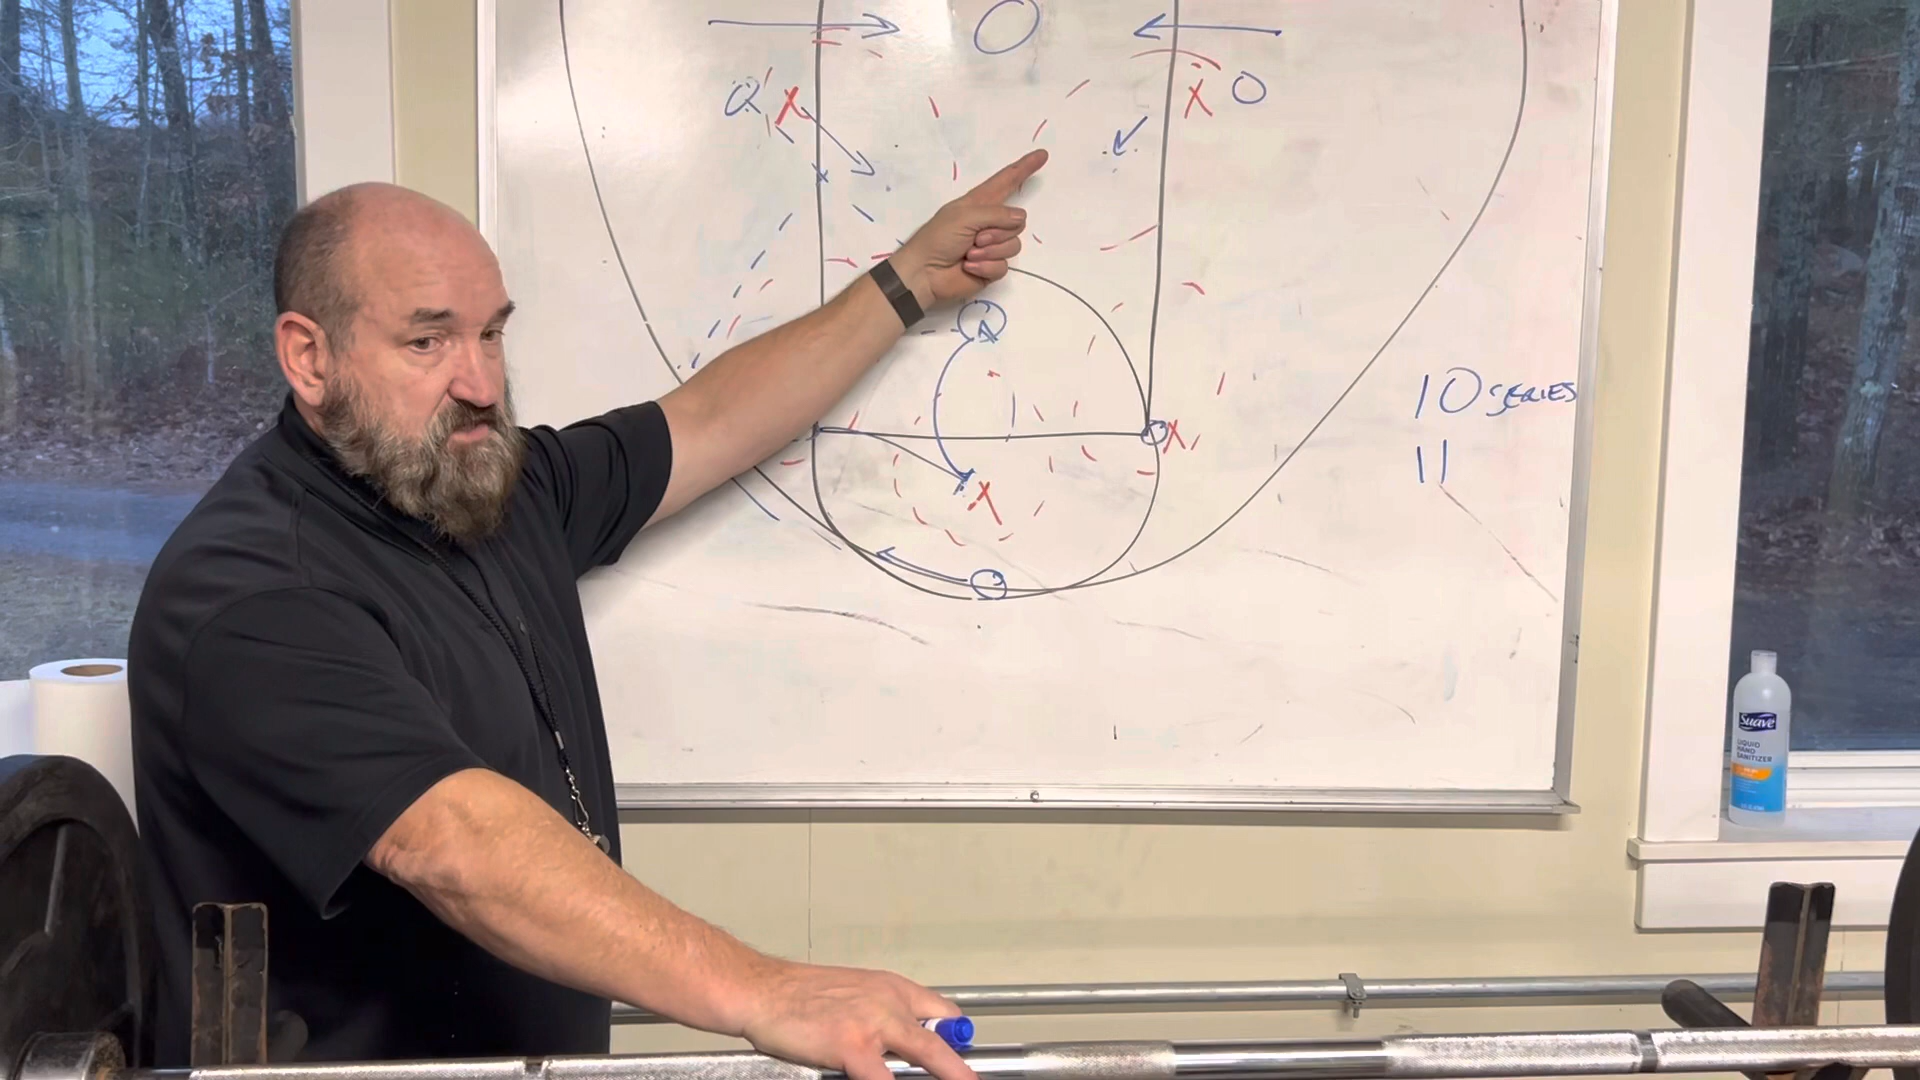 X
X
X
X
10 SERIES
11
Suave
LIQUID
HAND
SANITIZER